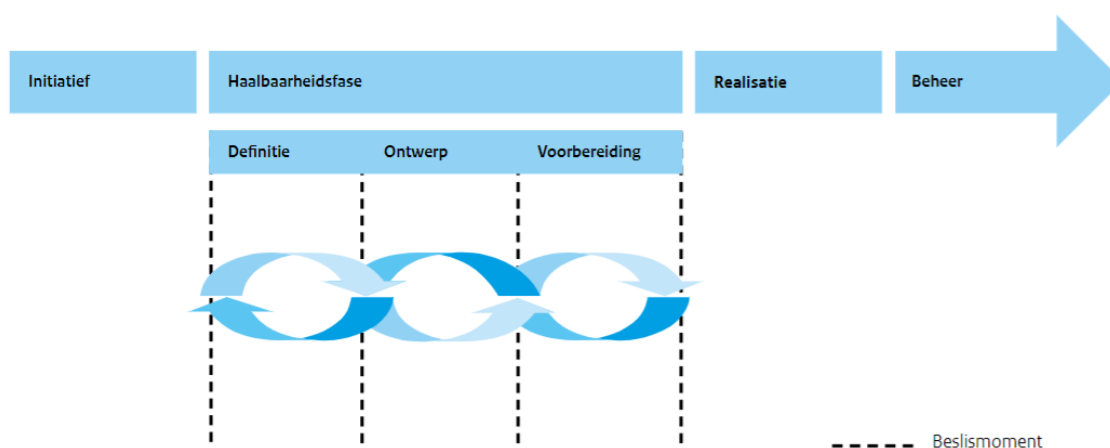 Initiatief
Haalbaarheidsfase
Realisatie
Beheer
Definitie
Ontwerp
Voorbereiding
Beslismoment